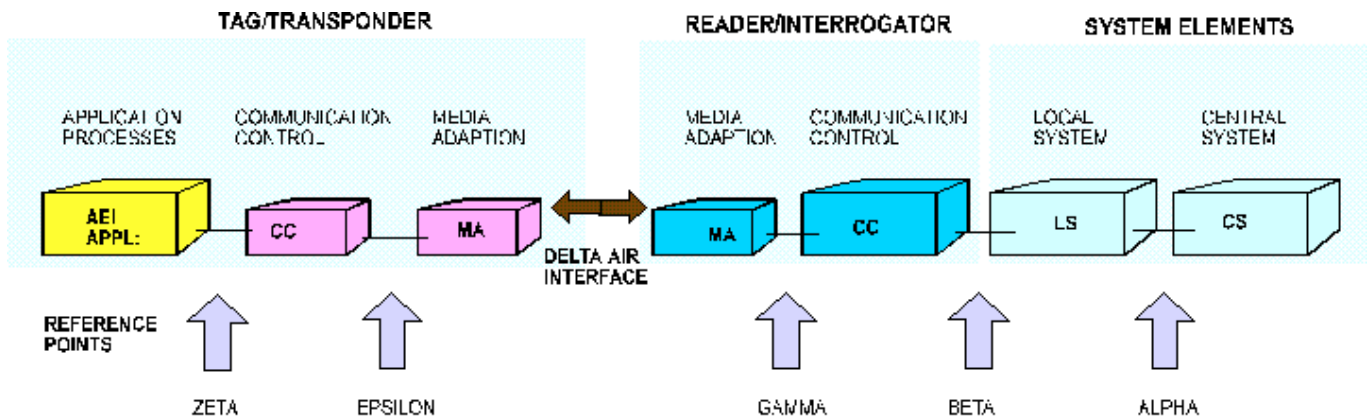 TAG/TRANSPONDER
READER/INTERROGATOR
SYSTEM ELEMENTS
APPLICATION
PROCESSES
COMMUNICATION
CONTROL
MEDIA
ADAPTION
MEDIA
ADAPTION
COMMUNICATION
CONTROL
LOCAL
SYSTEM
CENTRAL
SYSTEM
AEI
APPL:
CC
MA
DELTA AIR
INTERFACE
MA
CC
LS
CS
REFERENCE
POINTS
ZETA
EPSILON
GAMMA
BETA
ALPHA